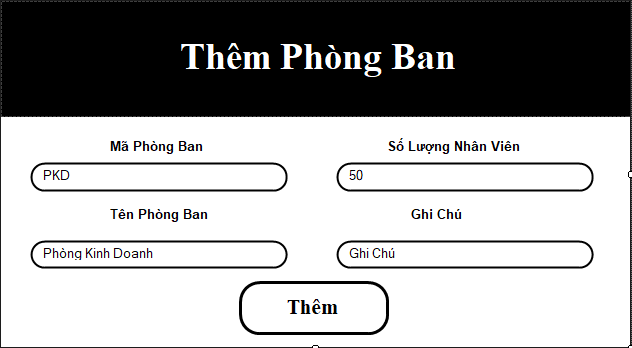 Thêm Phòng Ban
Mã Phòng Ban
Số Lượng Nhân Viên
PKD
50
Tên Phòng Ban
Ghi Chú
Phòng Kinh Doanh
Ghi Chú
Thêm